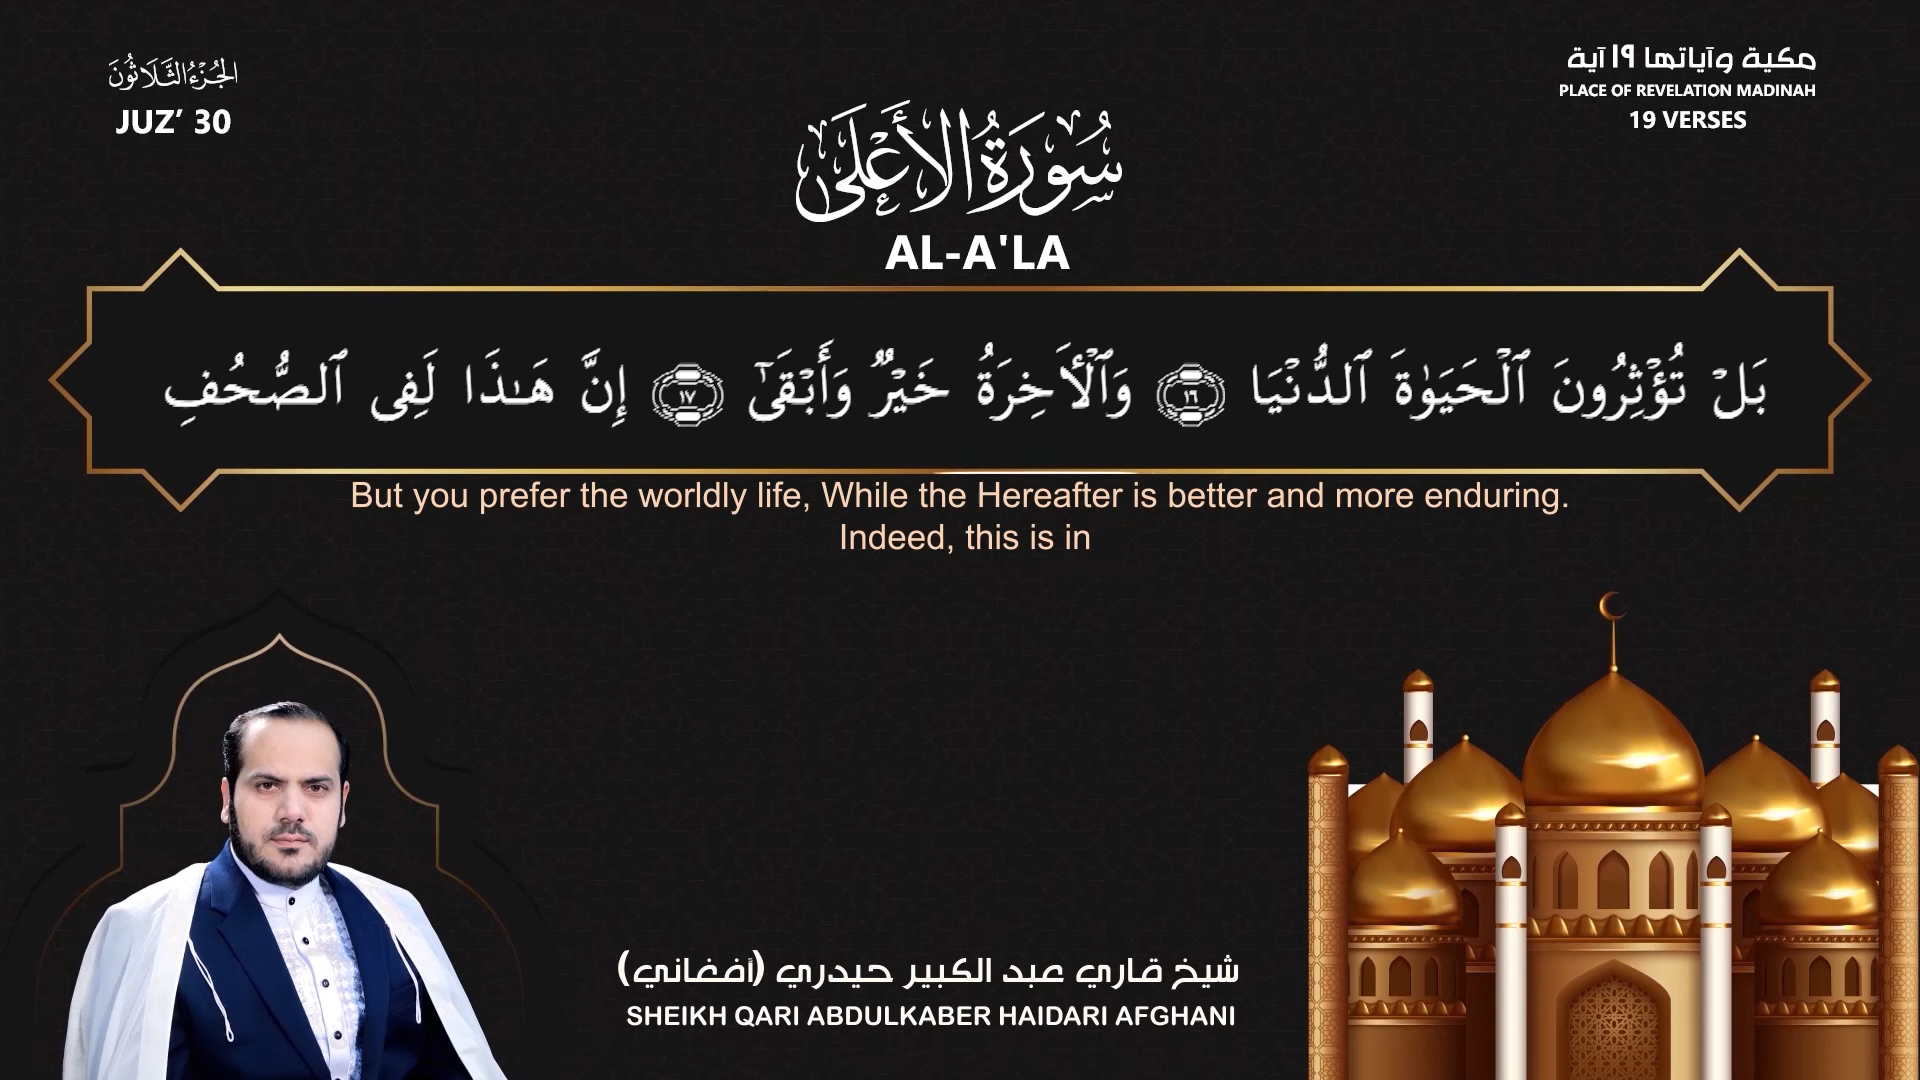 الجُزْءُ الثَّلَاثُونَ
JUZ’ 30
مكية وآياتها ١٩ آية
PLACE OF REVELATION MADINAH
19 VERSES
سُورَةُ الأَعْلَى
AL-A'LA
بَلْ تُؤْثِرُونَ ٱلْحَيَوٰةَ ٱلدُّنْيَا ١٦ وَٱلْأَخِرَةُ خَيْرٌ وَأَبْقَىٰٓ ١٧ إِنَّ هَـٰذَا لَفِى ٱلصُّحُفِ
But you prefer the worldly life, While the Hereafter is better and more enduring.
Indeed, this is in
شيخ قاري عبد الكبير حيدري (أفغاني)
SHEIKH QARI ABDULKABER HAIDARI AFGHANI